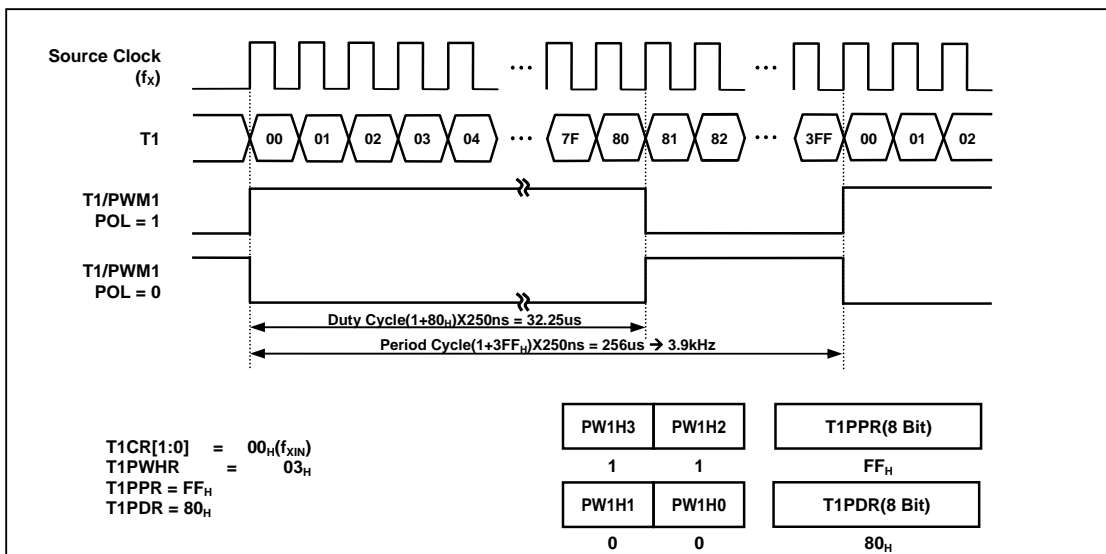 Source Clock
(fX)
... ...
T1
00 01 02 03 04 ... 7F 80 81 82 ... 3FF 00 01 02
T1/PWM1
POL = 1
T1/PWM1
POL = 0
Duty Cycle(1+80H)X250ns = 32.25us
Period Cycle(1+3FFH)X250ns = 256us → 3.9kHz
T1CR[1:0] = 00H(fXIN)
T1PWHR = 03H
T1PPR = FFH
T1PDR = 80H
PW1H3 PW1H2 T1PPR(8 Bit)
1 1 FFH
PW1H1 PW1H0 T1PDR(8 Bit)
0 0 80H